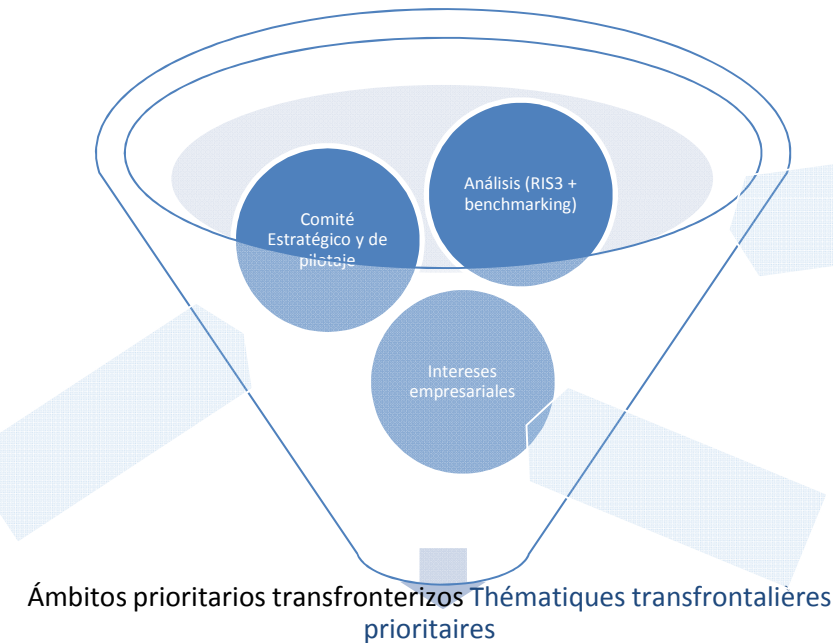 Análisis (RIS3 +
benchmarking)
Comité
Estratégico y de
pilotaje
Intereses
empresariales
Ámbitos prioritarios transfronterizos Thématiques transfrontalières
prioritaires